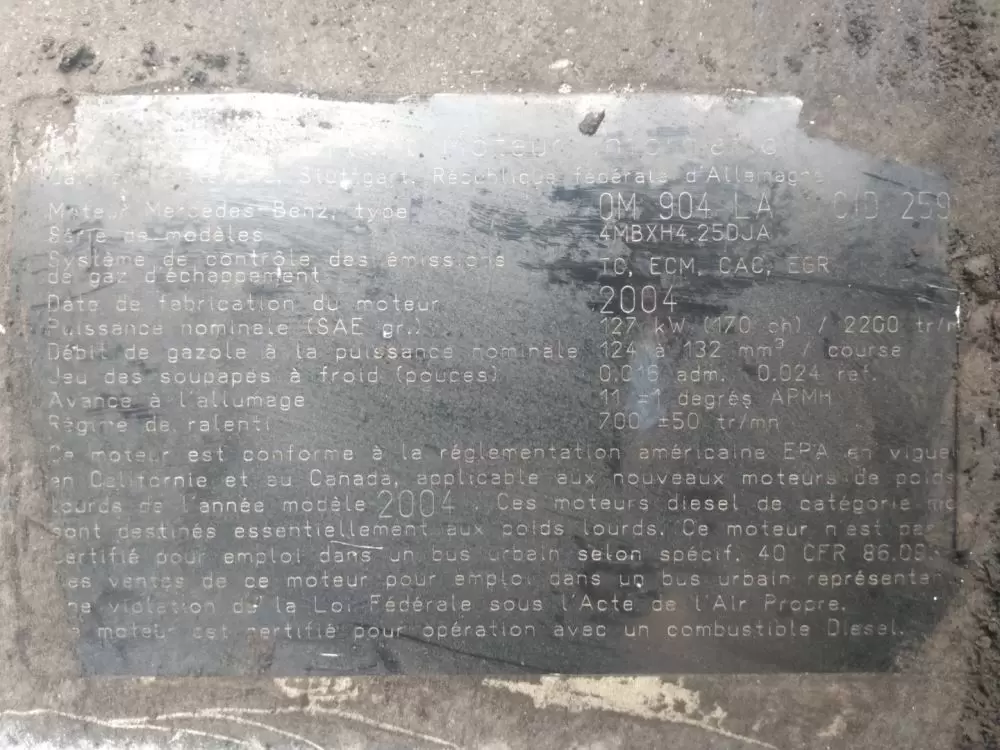 moteur
Stuttgart, République fédérale d'Allemagne
Moteur Mercedes-Benz, type OM 904 LA CID 259
Série de modèles 4MBXH4.25DJA
Système de contrôle des émissions
de gaz d'échappement TC, ECM, CAC, EGR
Date de fabrication du moteur 2004
Puissance nominale (SAE gr.) 127 kW (170 ch) / 2200 tr/m
Débit de gazole à la puissance nominale 124 à 132 mm³ / course
Jeu des soupapes à froid (pouces) 0.016 adm. 0.024 ref.
Avance à l'allumage 11 ±1 degrés APMH
Régime de ralenti 700 ±50 tr/mn
Ce moteur est conforme à la réglementation américaine EPA en vigue
en Californie et au Canada, applicable aux nouveaux moteurs de poids
lourds de l'année modèle 2004. Ces moteurs diesel de catégorie
sont destinés essentiellement aux poids lourds. Ce moteur n'est pas
certifié pour emploi dans un bus urbain selon spécif. 40 CFR 86.09
Les ventes de ce moteur pour emploi dans un bus urbain représentan
ne violation de la Loi Fédérale sous l'Acte de l'Air Propre.
moteur est certifié pour opération avec un combustible Diesel.